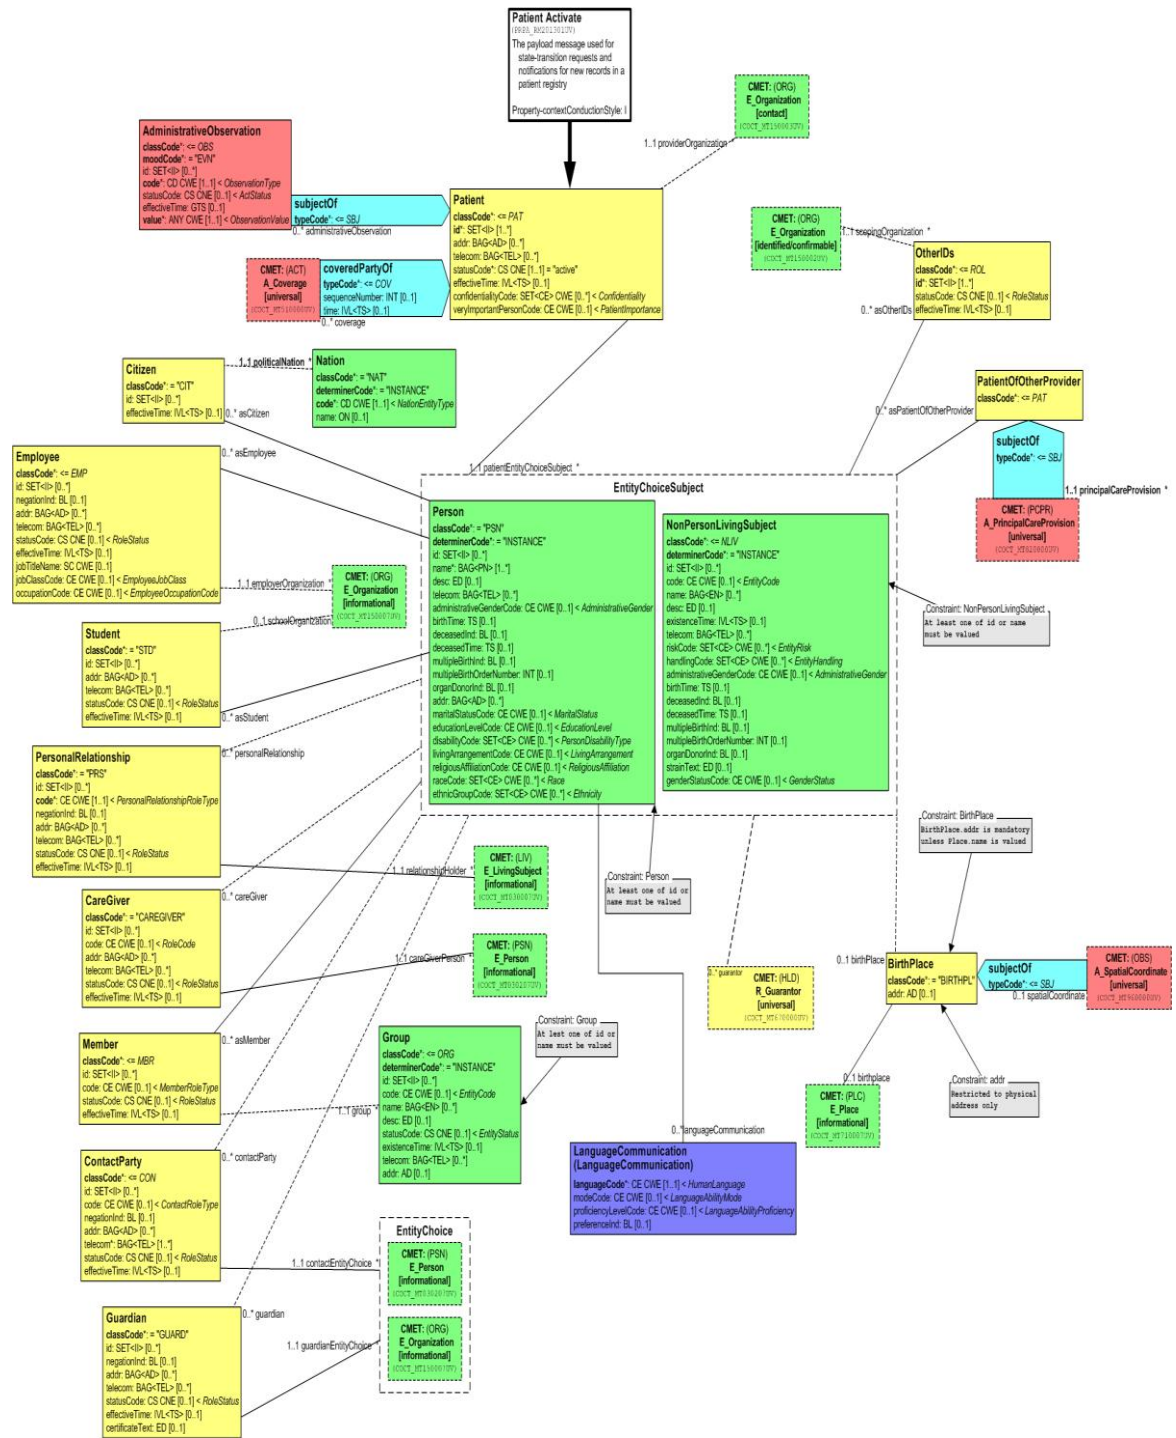 Patient Activate
(PRPA_RM201301UV)
The payload message used for
state-transition requests and
notifications for new records in a
patient registry
Property-contextConductionStyle: I
CMET: (ORG)
E_Organization
[contact]
(COCT_MT150003UV)
1..1 providerOrganization *
AdministrativeObservation
classCode*: <= OBS
moodCode*: = "EVN"
id: SET<II> [0..*]
code*: CD CWE [1..1] < ObservationType
statusCode: CS CNE [0..1] < ActStatus
effectiveTime: GTS [0..1]
value*: ANY CWE [1..1] < ObservationValue
subjectOf
typeCode*: <= SBJ
0..* administrativeObservation
Patient
classCode*: <= PAT
id*: SET<II> [1..*]
addr: BAG<AD> [0..*]
telecom: BAG<TEL> [0..*]
statusCode*: CS CNE [1..1] = "active"
effectiveTime: IVL<TS> [0..1]
confidentialityCode: SET<CE> CWE [0..*] < Confidentiality
veryImportantPersonCode: CE CWE [0..1] < PatientImportance
CMET: (ACT)
A_Coverage
[universal]
(COCT_MT510000UV)
coveredPartyOf
typeCode*: <= COV
sequenceNumber: INT [0..1]
time: IVL<TS> [0..1]
0..* coverage
CMET: (ORG)
E_Organization
[identified/confirmable]
(COCT_MT150002UV)
1..1 scopingOrganization *
OtherIDs
classCode*: <= ROL
id*: SET<II> [1..*]
statusCode: CS CNE [0..1] < RoleStatus
effectiveTime: IVL<TS> [0..1]
0..* asOtherIDs
Citizen
classCode*: = "CIT"
id: SET<II> [0..*]
effectiveTime: IVL<TS> [0..1]
1..1 politicalNation *
0..* asCitizen
Nation
classCode*: = "NAT"
determinerCode*: = "INSTANCE"
code*: CD CWE [1..1] < NationEntityType
name: ON [0..1]
PatientOfOtherProvider
classCode*: <= PAT
0..* asPatientOfOtherProvider
subjectOf
typeCode*: <= SBJ
1..1 principalCareProvision *
CMET: (PCPR)
A_PrincipalCareProvision
[universal]
(COCT_MT820000UV)
Employee
classCode*: <= EMP
id: SET<II> [0..*]
negationInd: BL [0..1]
addr: BAG<AD> [0..*]
telecom: BAG<TEL> [0..*]
statusCode: CS CNE [0..1] < RoleStatus
effectiveTime: IVL<TS> [0..1]
jobTitleName: SC CWE [0..1]
jobClassCode: CE CWE [0..1] < EmployeeJobClass
occupationCode: CE CWE [0..1] < EmployeeOccupationCode
0..* asEmployee
1..1 employerOrganization *
CMET: (ORG)
E_Organization
[informational]
(COCT_MT150007UV)
0..1 schoolOrganization *
Student
classCode*: = "STD"
id: SET<II> [0..*]
addr: BAG<AD> [0..*]
telecom: BAG<TEL> [0..*]
statusCode: CS CNE [0..1] < RoleStatus
effectiveTime: IVL<TS> [0..1]
0..* asStudent
1..1 patientEntityChoiceSubject *
EntityChoiceSubject
Person
classCode*: = "PSN"
determinerCode*: = "INSTANCE"
id: SET<II> [0..*]
name*: BAG<PN> [1..*]
desc: ED [0..1]
telecom: BAG<TEL> [0..*]
administrativeGenderCode: CE CWE [0..1] < AdministrativeGender
birthTime: TS [0..1]
deceasedInd: BL [0..1]
deceasedTime: TS [0..1]
multipleBirthInd: BL [0..1]
multipleBirthOrderNumber: INT [0..1]
organDonorInd: BL [0..1]
addr: BAG<AD> [0..*]
maritalStatusCode: CE CWE [0..1] < MaritalStatus
educationLevelCode: CE CWE [0..1] < EducationLevel
disabilityCode: SET<CE> CWE [0..*] < PersonDisabilityType
livingArrangementCode: CE CWE [0..1] < LivingArrangement
religiousAffiliationCode: CE CWE [0..1] < ReligiousAffiliation
raceCode: SET<CE> CWE [0..*] < Race
ethnicGroupCode: SET<CE> CWE [0..*] < Ethnicity
NonPersonLivingSubject
classCode*: <= NLIV
determinerCode*: = "INSTANCE"
id: SET<II> [0..*]
code: CE CWE [0..1] < EntityCode
name: BAG<EN> [0..*]
desc: ED [0..1]
existenceTime: IVL<TS> [0..1]
telecom: BAG<TEL> [0..*]
riskCode: SET<CE> CWE [0..*] < EntityRisk
handlingCode: SET<CE> CWE [0..*] < EntityHandling
administrativeGenderCode: CE CWE [0..1] < AdministrativeGender
birthTime: TS [0..1]
deceasedInd: BL [0..1]
deceasedTime: TS [0..1]
multipleBirthInd: BL [0..1]
multipleBirthOrderNumber: INT [0..1]
organDonorInd: BL [0..1]
strainText: ED [0..1]
genderStatusCode: CE CWE [0..1] < GenderStatus
Constraint: NonPersonLivingSubject
At least one of id or name
must be valued
PersonalRelationship
classCode*: = "PRS"
id: SET<II> [0..*]
code*: CE CWE [1..1] < PersonalRelationshipRoleType
negationInd: BL [0..1]
addr: BAG<AD> [0..*]
telecom: BAG<TEL> [0..*]
statusCode: CS CNE [0..1] < RoleStatus
effectiveTime: IVL<TS> [0..1]
0..* personalRelationship
1..1 relationshipHolder *
CMET: (LIV)
E_LivingSubject
[informational]
(COCT_MT030007UV)
Constraint: Person
At least one of id or
name must be valued
Constraint: BirthPlace
BirthPlace.addr is mandatory
unless Place.name is valued
CareGiver
classCode*: = "CAREGIVER"
id: SET<II> [0..*]
code: CE CWE [0..1] < RoleCode
addr: BAG<AD> [0..*]
telecom: BAG<TEL> [0..*]
statusCode: CS CNE [0..1] < RoleStatus
effectiveTime: IVL<TS> [0..1]
0..* careGiver
1..1 careGiverPerson *
CMET: (PSN)
E_Person
[informational]
(COCT_MT030207UV)
0..* guarantor
CMET: (HLD)
R_Guarantor
[universal]
(COCT_MT670000UV)
0..1 birthPlace
BirthPlace
classCode*: = "BIRTHPL"
addr: AD [0..1]
subjectOf
typeCode*: <= SBJ
0..1 spatialCoordinate
CMET: (OBS)
A_SpatialCoordinate
[universal]
(COCT_MT960000UV)
Member
classCode*: <= MBR
id: SET<II> [0..*]
code: CE CWE [0..1] < MemberRoleType
statusCode: CS CNE [0..1] < RoleStatus
effectiveTime: IVL<TS> [0..1]
0..* asMember
1..1 group *
Group
classCode*: <= ORG
determinerCode*: = "INSTANCE"
id: SET<II> [0..*]
code: CE CWE [0..1] < EntityCode
name: BAG<EN> [0..*]
desc: ED [0..1]
statusCode: CS CNE [0..1] < EntityStatus
existenceTime: IVL<TS> [0..1]
telecom: BAG<TEL> [0..*]
addr: AD [0..1]
Constraint: Group
At lest one of id or
name must be valued
0..1 birthplace
CMET: (PLC)
E_Place
[informational]
(COCT_MT710007UV)
Constraint: addr
Restricted to physical
address only
ContactParty
classCode*: <= CON
id: SET<II> [0..*]
code: CE CWE [0..1] < ContactRoleType
negationInd: BL [0..1]
addr: BAG<AD> [0..*]
telecom*: BAG<TEL> [1..*]
statusCode: CS CNE [0..1] < RoleStatus
effectiveTime: IVL<TS> [0..1]
0..* contactParty
1..1 contactEntityChoice *
0..*languageCommunication
LanguageCommunication
(LanguageCommunication)
languageCode*: CE CWE [1..1] < HumanLanguage
modeCode: CE CWE [0..1] < LanguageAbilityMode
proficiencyLevelCode: CE CWE [0..1] < LanguageAbilityProficiency
preferenceInd: BL [0..1]
EntityChoice
CMET: (PSN)
E_Person
[informational]
(COCT_MT030207UV)
CMET: (ORG)
E_Organization
[informational]
(COCT_MT150007UV)
Guardian
classCode*: = "GUARD"
id: SET<II> [0..*]
negationInd: BL [0..1]
addr: BAG<AD> [0..*]
telecom: BAG<TEL> [0..*]
statusCode: CS CNE [0..1] < RoleStatus
effectiveTime: IVL<TS> [0..1]
certificateText: ED [0..1]
0..* guardian
1..1 guardianEntityChoice *